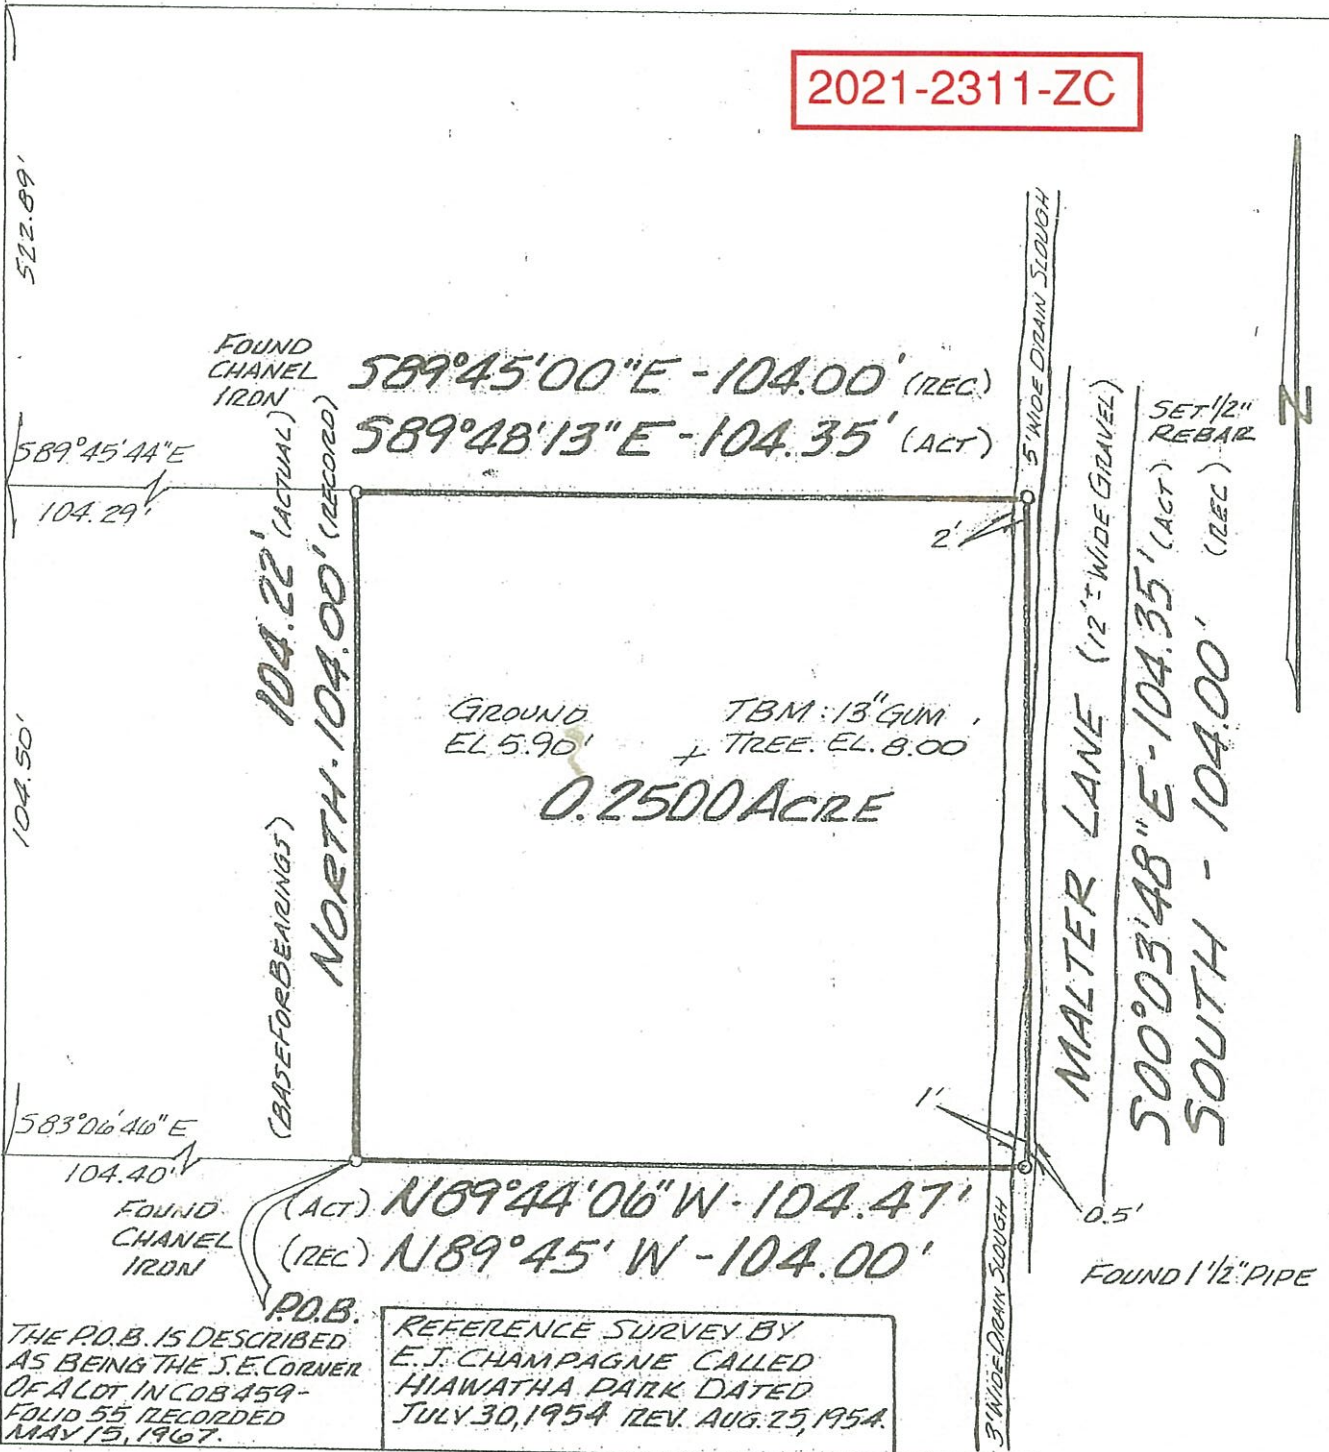 2021-2311-ZC
522.89'
5' WIDE DRAIN SLOUGH
FOUND
CHANEL
IRON
S89°45'00"E - 104.00' (REC)
S89°48'13"E - 104.35' (ACT)
SET 1/2"
REBAR
N
S89°45'44"E
104.29'
2'
104.22' (ACTUAL)
NORTH - 104.00' (RECORD)
(BASE FOR BEARINGS)
104.50'
GROUND
EL 5.90'
TBM: 13" GUM
TREE. EL. 8.00
0.2500 ACRE
MALTER LANE (12'± WIDE GRAVEL)
S00°03'48"E - 104.35' (ACT)
SOUTH - 104.00' (REC)
1'
0.5'
S83°06'46"E
104.40'
FOUND
CHANEL
IRON
(ACT) N89°44'06"W - 104.47'
(REC) N89°45' W - 104.00'
FOUND 1 1/2" PIPE
3' WIDE DRAIN SLOUGH
P.O.B.
THE P.O.B. IS DESCRIBED
AS BEING THE S.E. CORNER
OF A LOT IN COB 459-
FOLIO 55 RECORDED
MAY 15, 1967.
REFERENCE SURVEY BY
E.J. CHAMPAGNE CALLED
HIAWATHA PARK DATED
JULY 30, 1954 REV. AUG. 25, 1954.